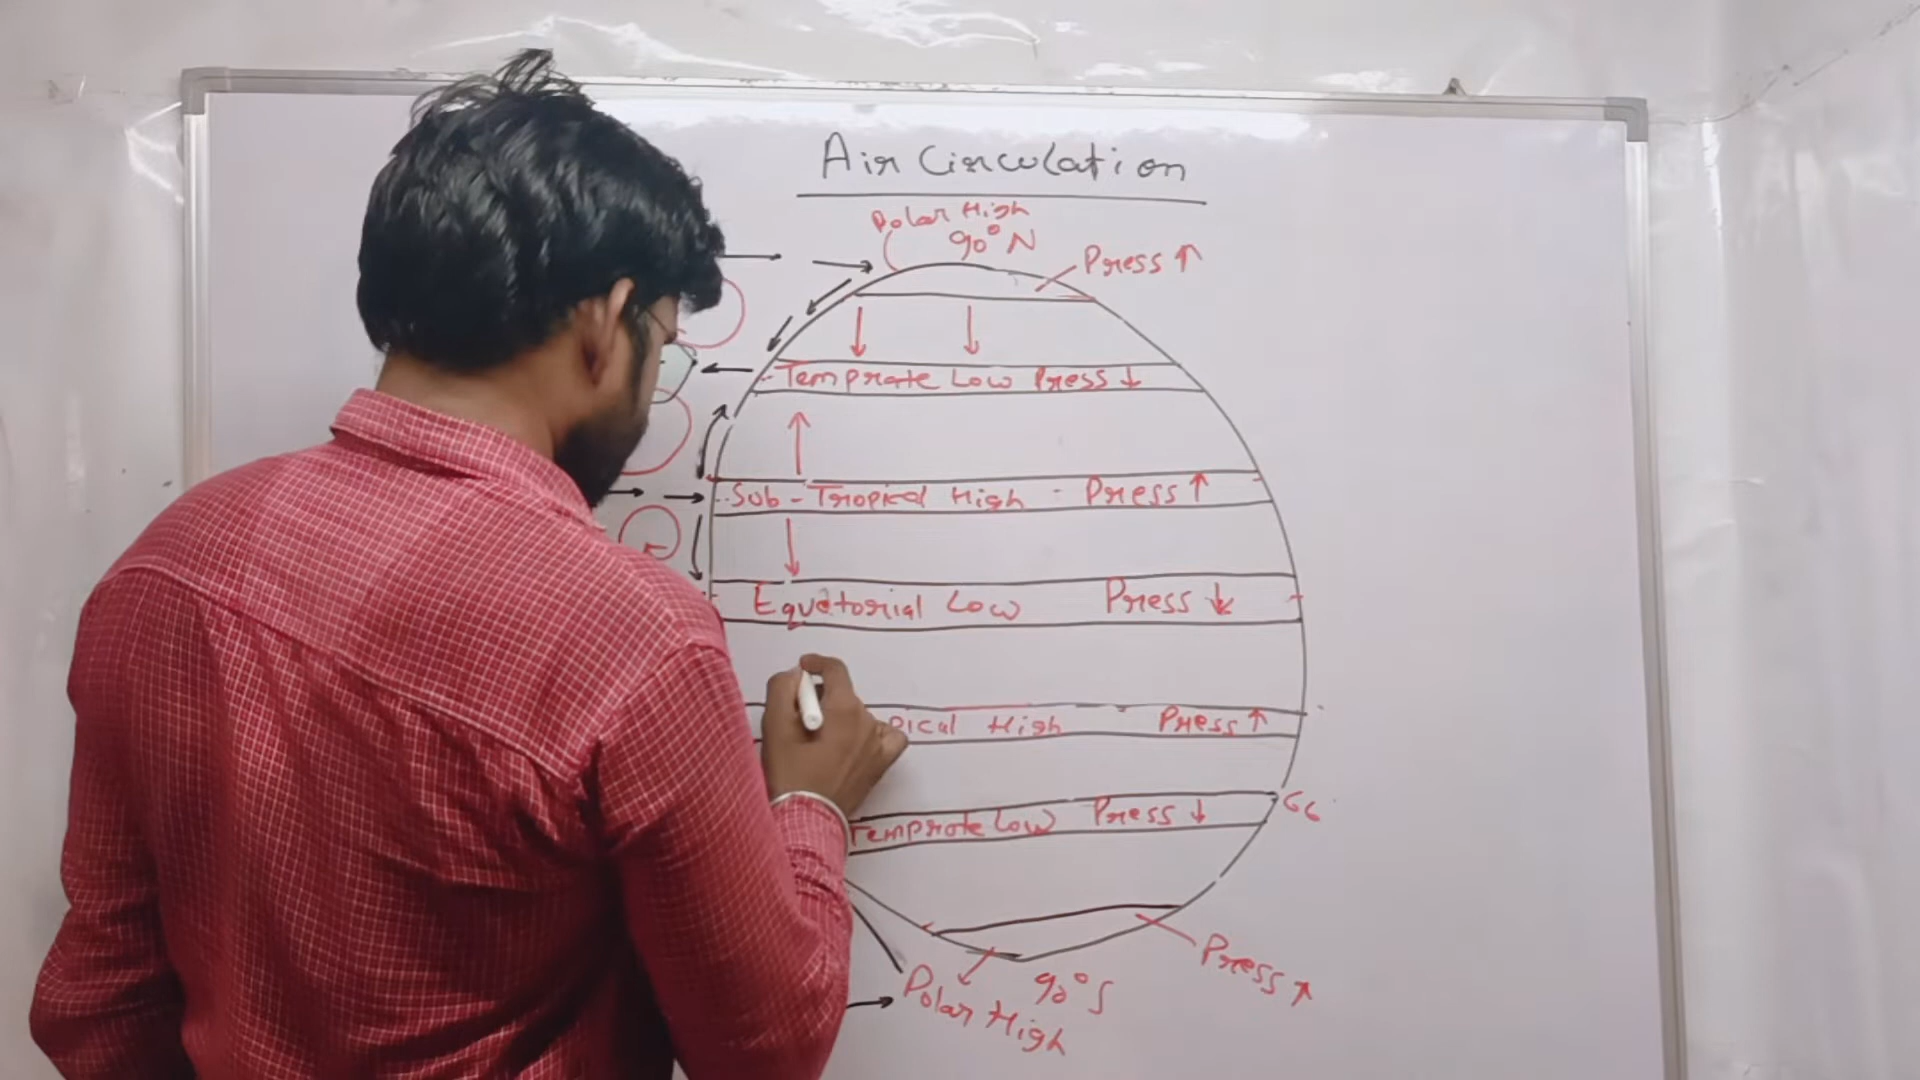 Air Circulation
Polar High
90° N
Press ↑
Temprate Low Press ↓
Sub - Tropical High - Press ↑
Equatorial Low Press ↓
pical High Press ↑
66
Temprate Low Press ↓
Press ↑
90° S
Polar High